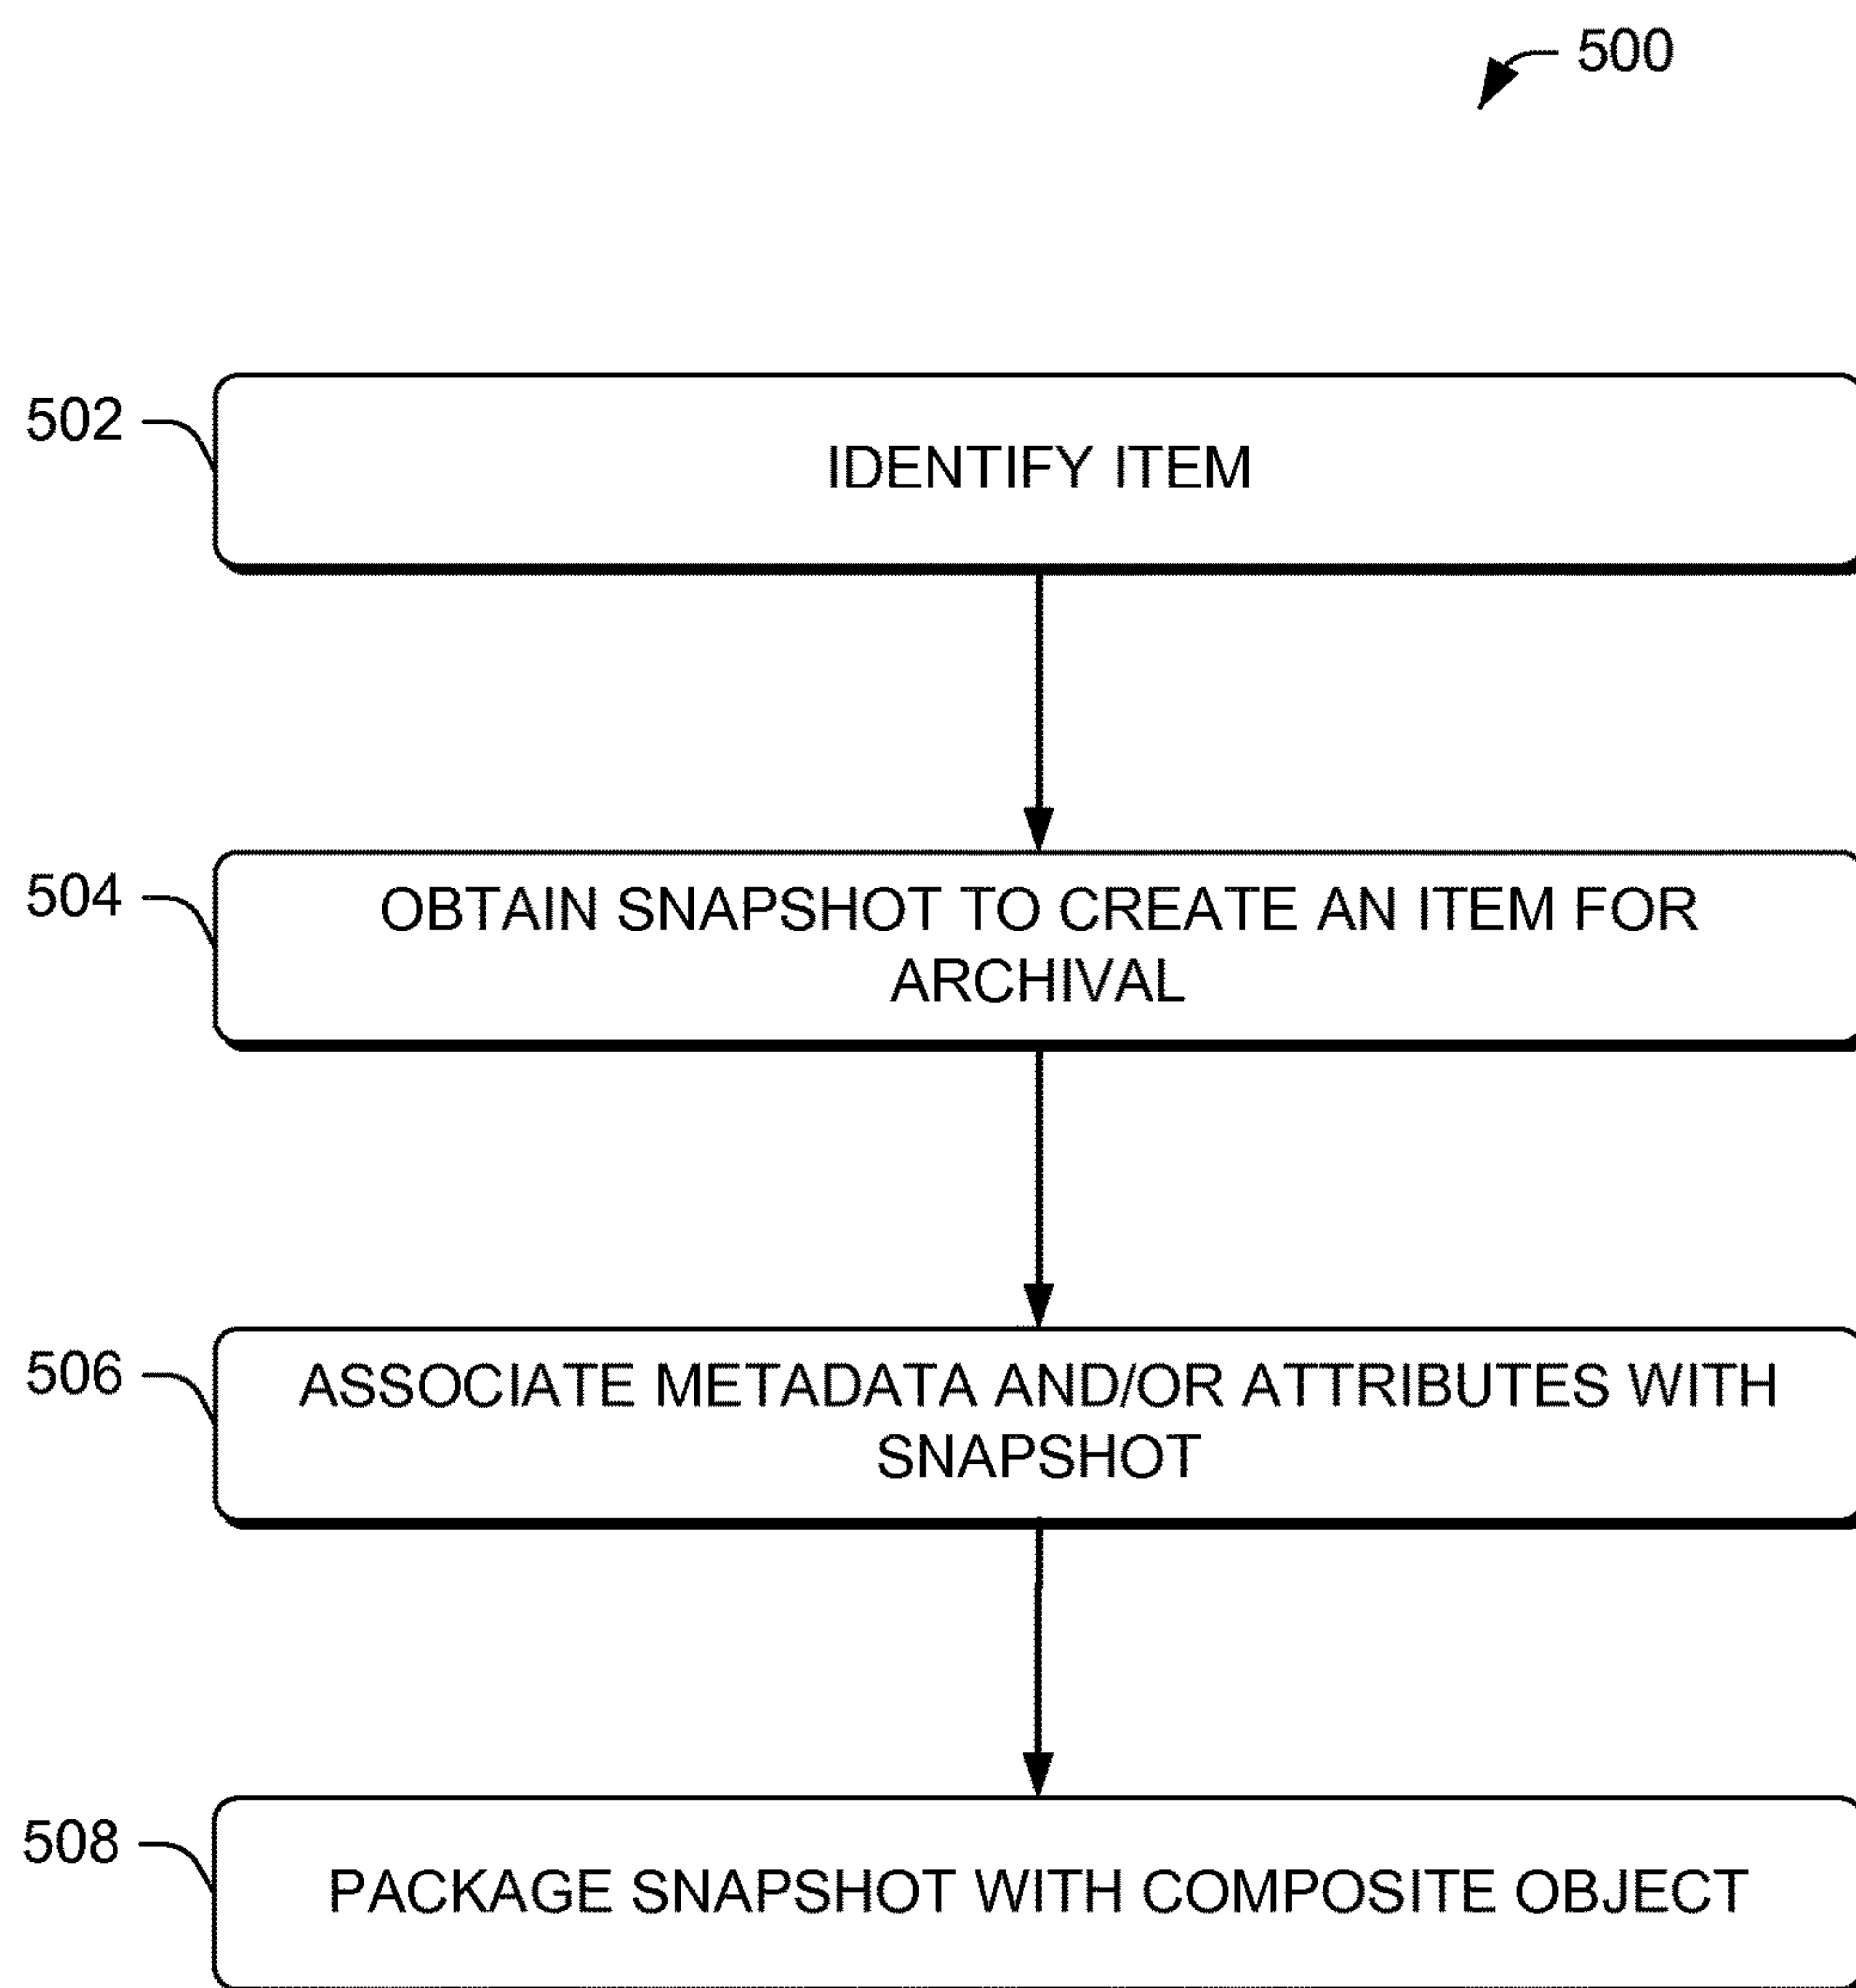 500
502
IDENTIFY ITEM
504
OBTAIN SNAPSHOT TO CREATE AN ITEM FOR
ARCHIVAL
506
ASSOCIATE METADATA AND/OR ATTRIBUTES WITH
SNAPSHOT
508
PACKAGE SNAPSHOT WITH COMPOSITE OBJECT